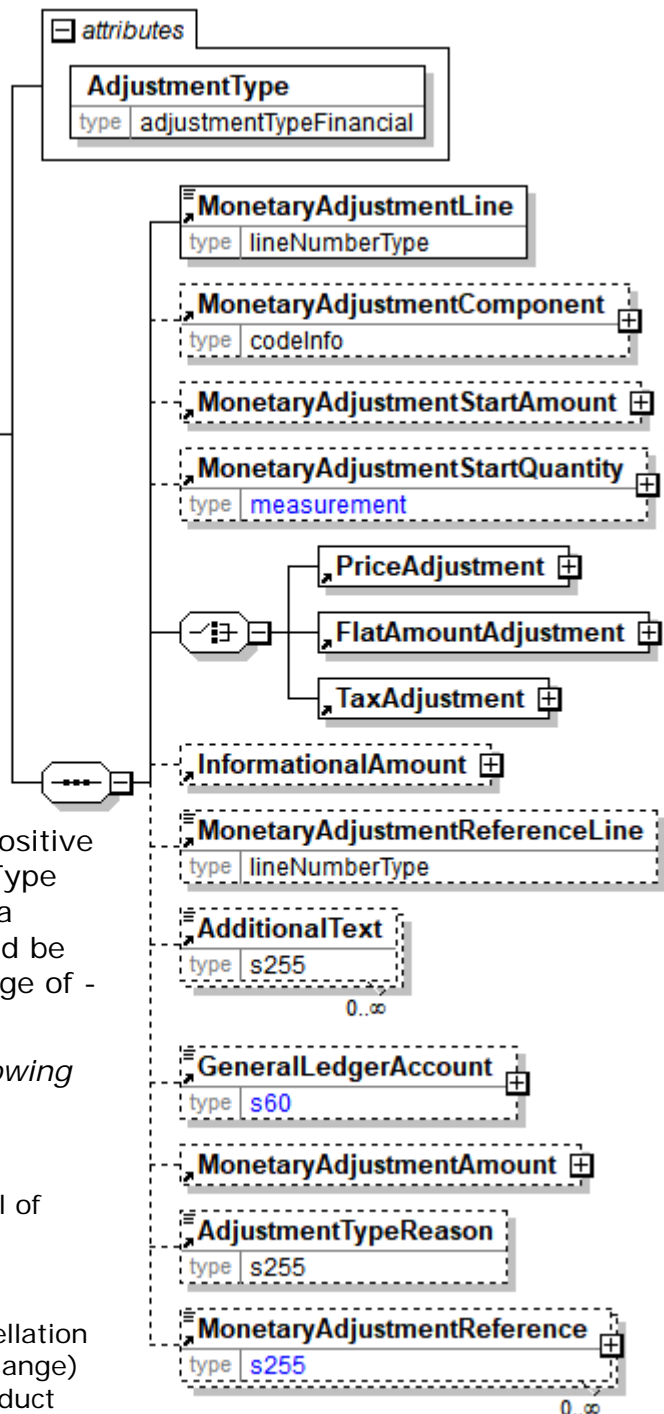 attributes
AdjustmentType
type adjustmentTypeFinancial
MonetaryAdjustmentLine
type lineNumberType
MonetaryAdjustmentComponent
type codeInfo
MonetaryAdjustmentStartAmount
MonetaryAdjustmentStartQuantity
type measurement
PriceAdjustment
FlatAmountAdjustment
TaxAdjustment
InformationalAmount
MonetaryAdjustmentReferenceLine
type lineNumberType
AdditionalText
type s255
0..∞
GeneralLedgerAccount
type s60
MonetaryAdjustmentAmount
AdjustmentTypeReason
type s255
MonetaryAdjustmentReference
type s255
0..∞
ositive
Type
a
d be
ge of -
owing
l of
ellation
ange)
duct